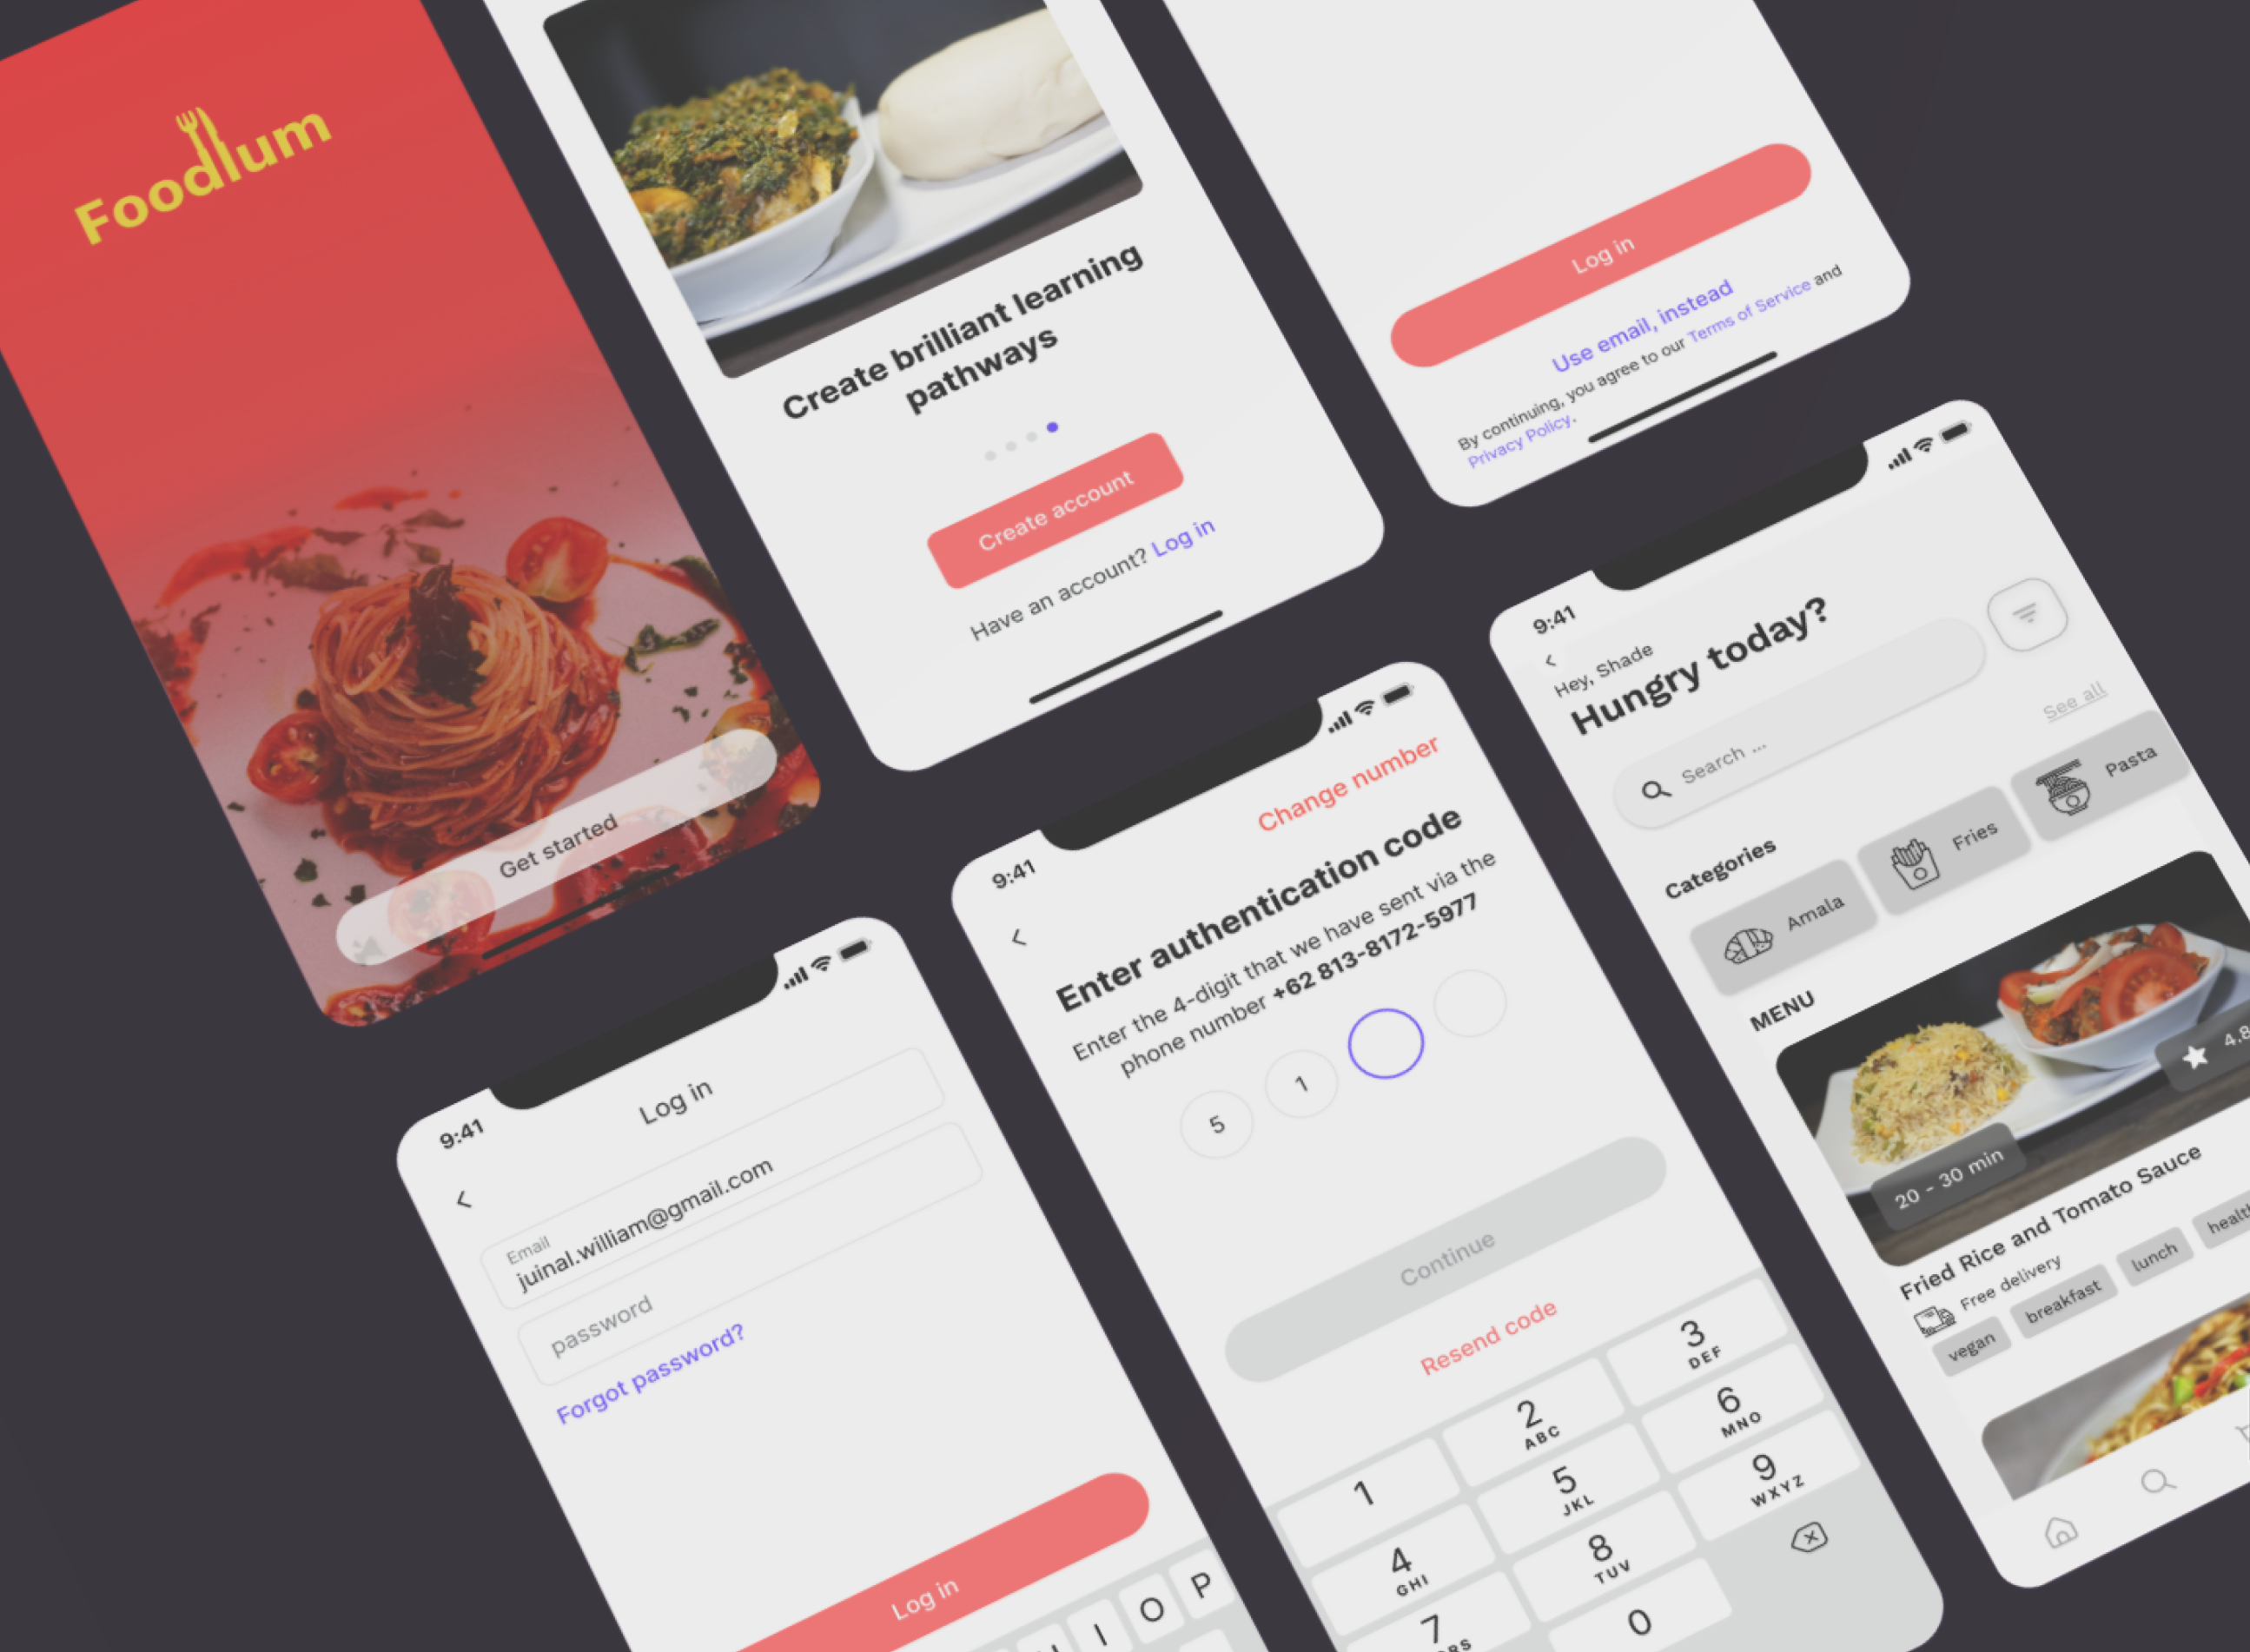 Foodium
Get started
Create brilliant learning
pathways
Create account
Have an account? Log in
Log in
Use email, instead
By continuing, you agree to our Terms of Service and
Privacy Policy.
9:41
Log in
Email
juinal.william@gmail.com
password
Forgot password?
Log in
I O P
9:41
Change number
Enter authentication code
Enter the 4-digit that we have sent via the
phone number +62 813-8172-5977
5 1
Continue
Resend code
1 2 3
ABC DEF
4 5 6
GHI JKL MNO
7 8 9
TUV WXYZ
0
9:41
Hey, Shade
Hungry today?
Search ...
See all
Categories
Amala Fries Pasta
MENU
4.8
20 - 30 min
Fried Rice and Tomato Sauce
Free delivery
vegan breakfast lunch